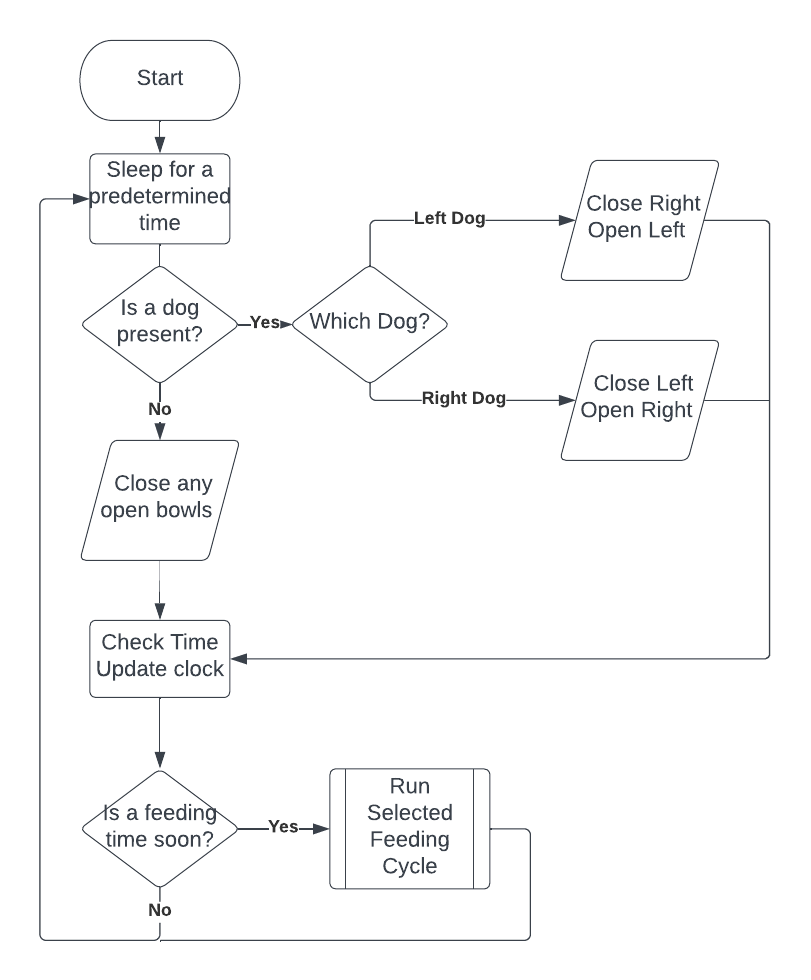 Start
Sleep for a
predetermined
time
Is a dog
present?
Yes
Which Dog?
Left Dog
Close Right
Open Left
Right Dog
Close Left
Open Right
No
Close any
open bowls
Check Time
Update clock
Is a feeding
time soon?
Yes
Run
Selected
Feeding
Cycle
No